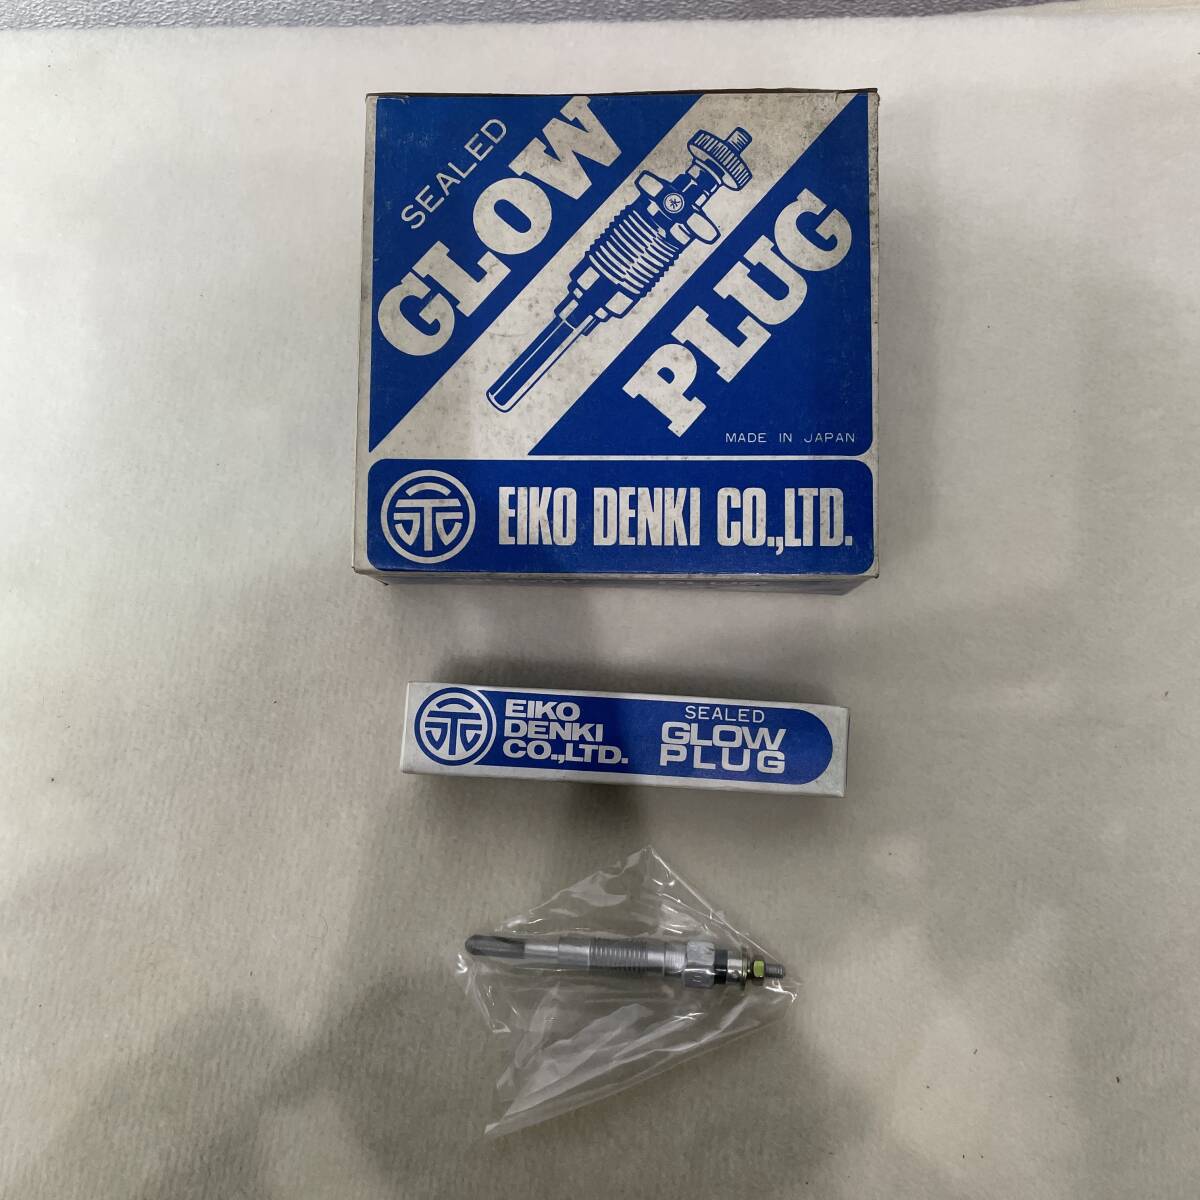 SEALED
GLOW
PLUG
MADE IN JAPAN
EIKO DENKI CO.,LTD.
EIKO
DENKI
CO.,LTD.
SEALED
GLOW
PLUG